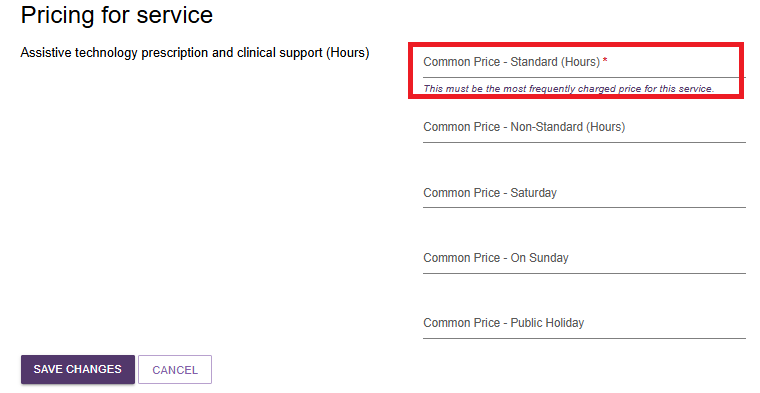 Pricing for service
Assistive technology prescription and clinical support (Hours)
Common Price - Standard (Hours) *
This must be the most frequently charged price for this service.
Common Price - Non-Standard (Hours)
Common Price - Saturday
Common Price - On Sunday
Common Price - Public Holiday
SAVE CHANGES
CANCEL